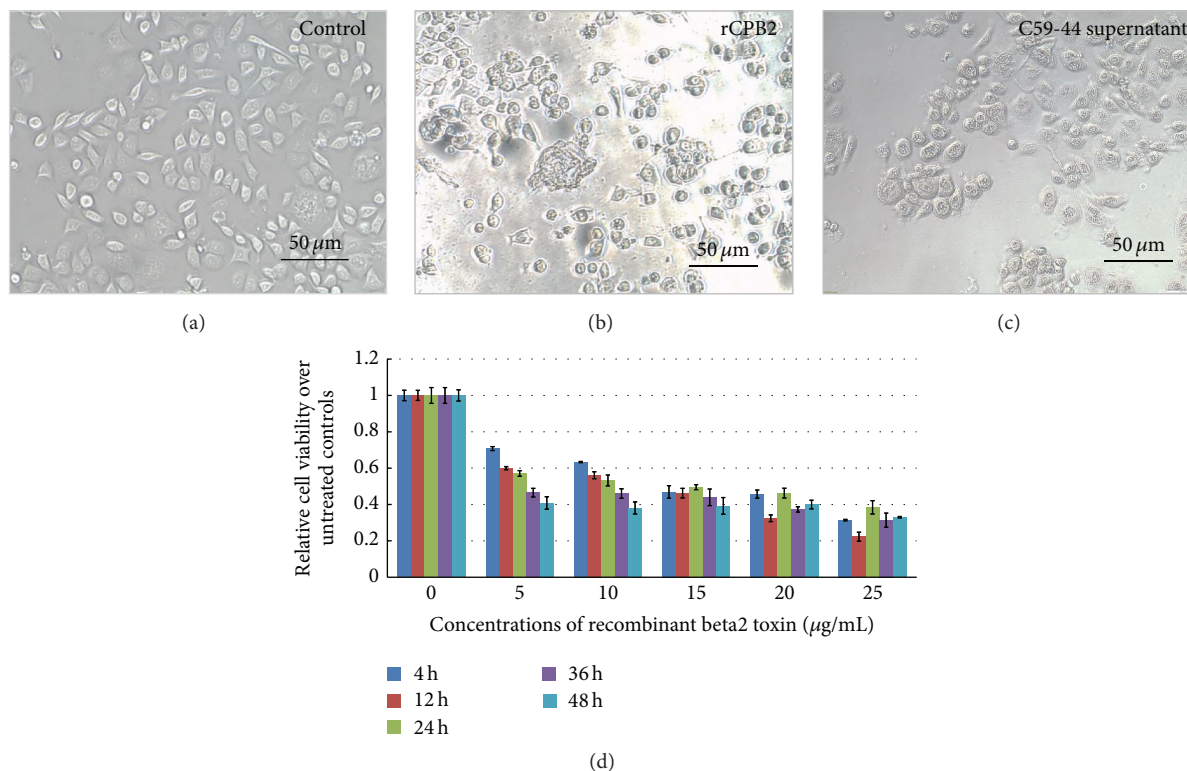 Control
50 μm
(a)
rCPB2
50 μm
(b)
C59-44 supernatant
50 μm
(c)
Relative cell viability over
untreated controls
1.2
1
0.8
0.6
0.4
0.2
0
0 5 10 15 20 25
Concentrations of recombinant beta2 toxin (μg/mL)
4 h
12 h
24 h
36 h
48 h
(d)